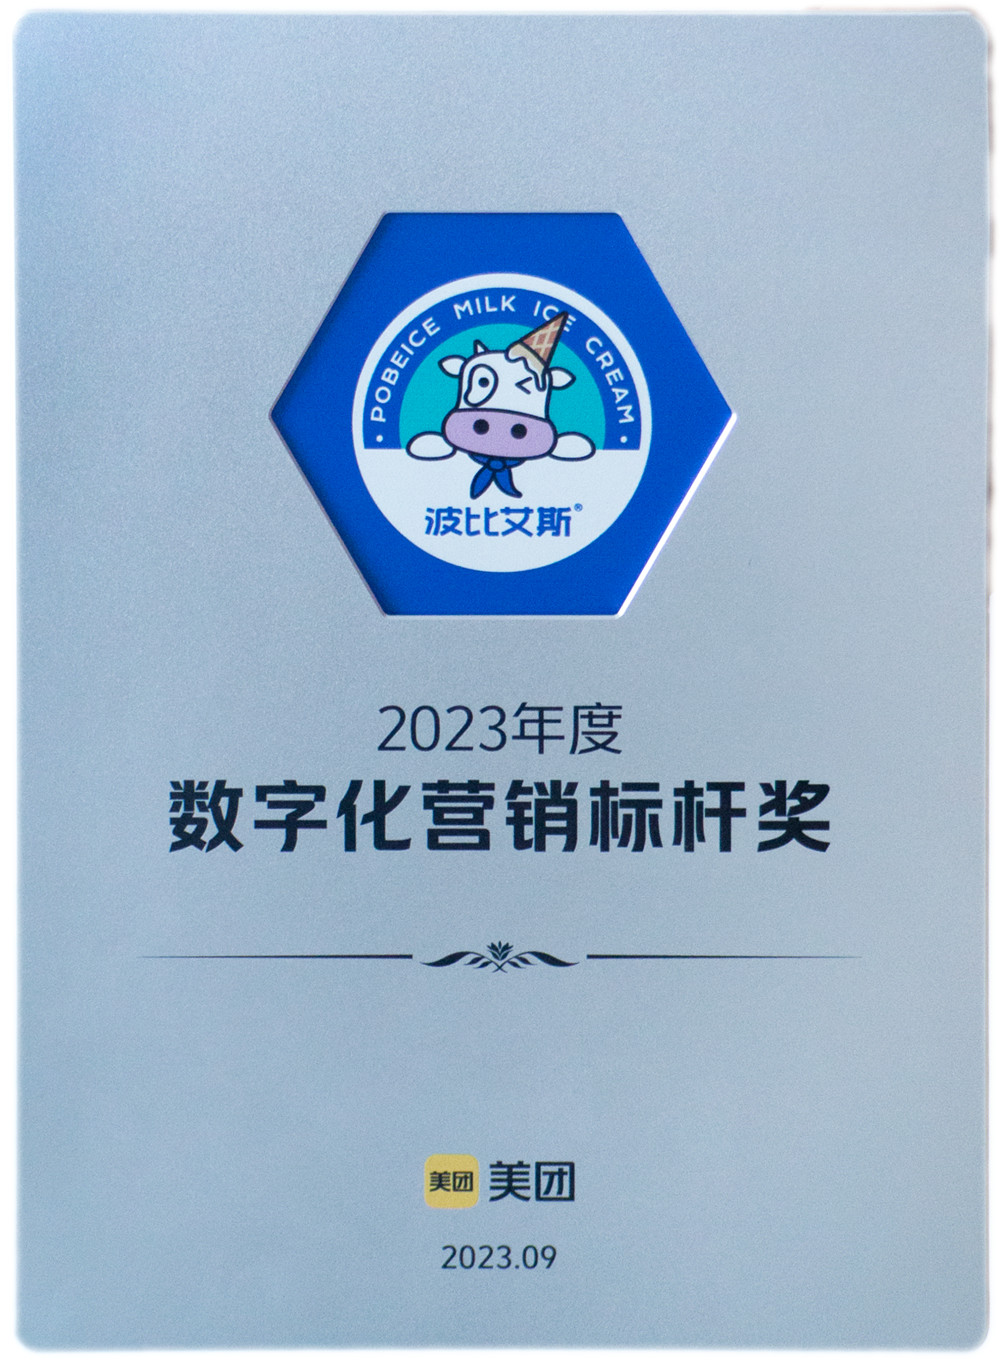 POBEICE MILK ICE CREAM
波比艾斯®
2023年度
数字化营销标杆奖
美团 美团
2023.09